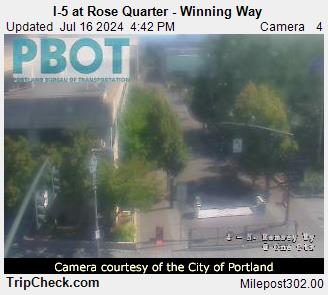 I-5 at Rose Quarter - Winning Way
Updated Jul 16 2024 4:42 PM Camera 4
PBOT
PORTLAND BUREAU OF TRANSPORTATION
Camera courtesy of the City of Portland
TripCheck.com Milepost302.00